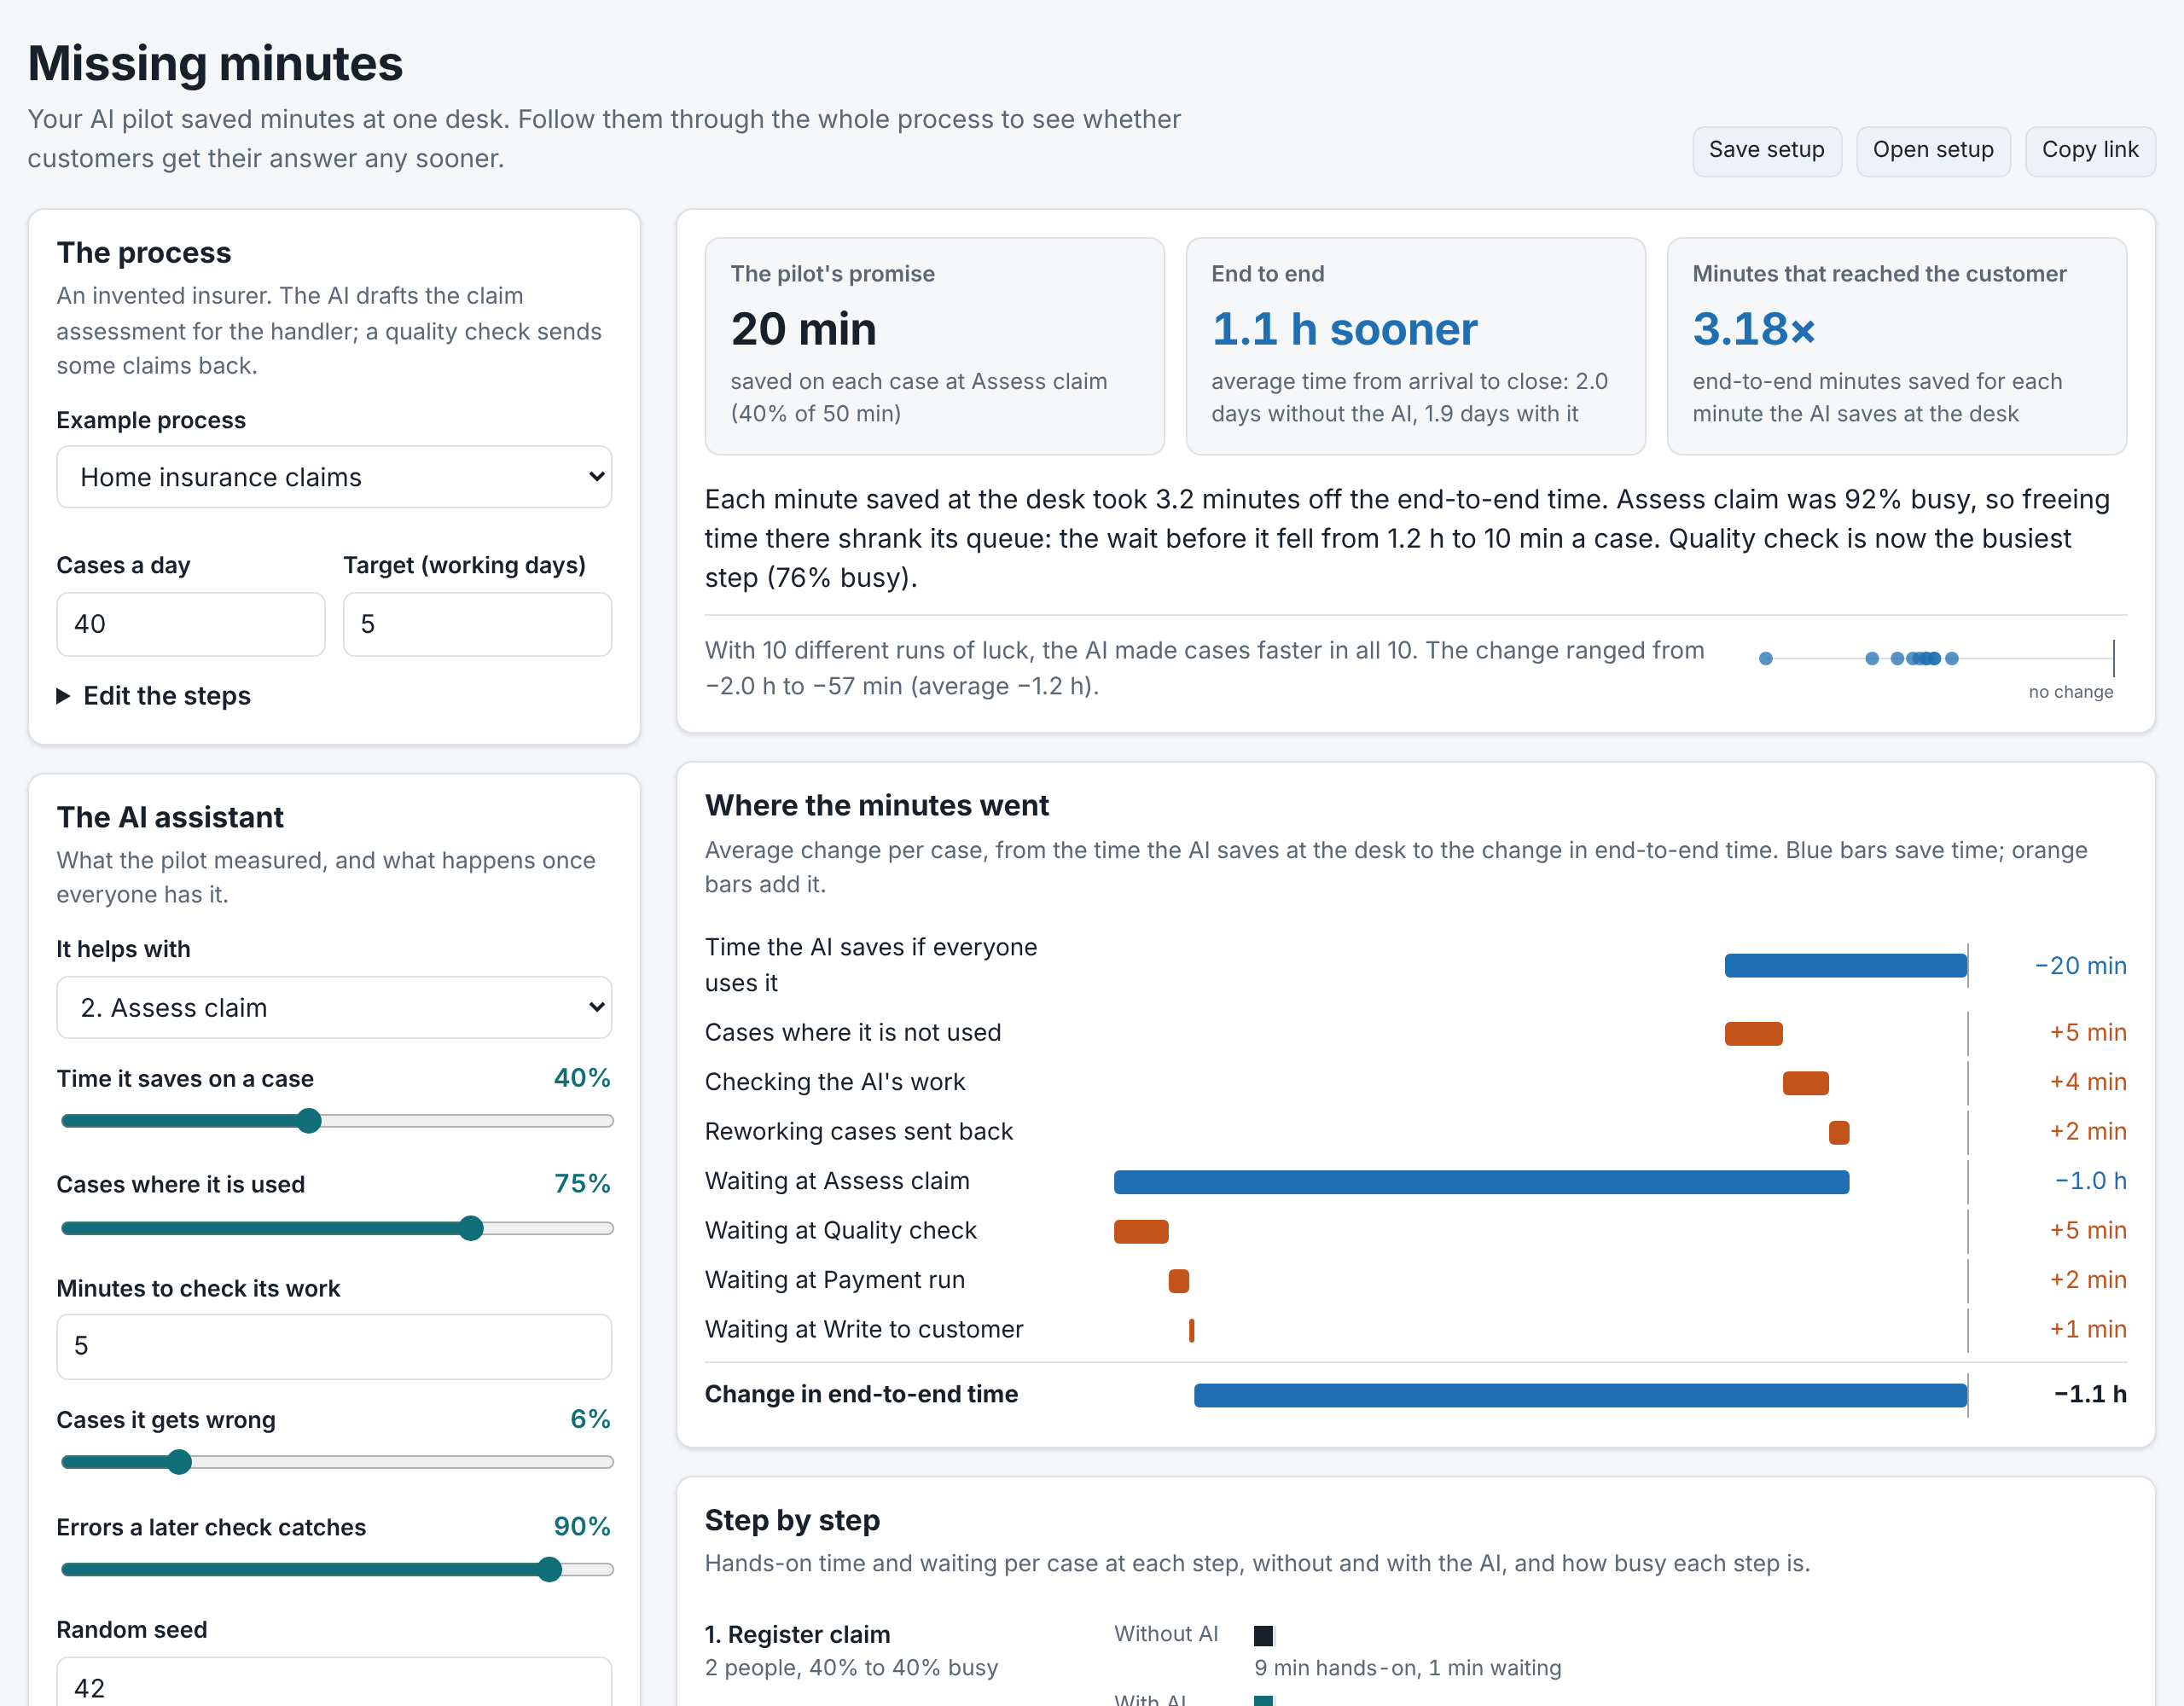 Missing minutes
Your AI pilot saved minutes at one desk. Follow them through the whole process to see whether
customers get their answer any sooner.
Save setup
Open setup
Copy link
The process
An invented insurer. The AI drafts the claim
assessment for the handler; a quality check sends
some claims back.
Example process
Home insurance claims
Cases a day
Target (working days)
40
5
Edit the steps
The AI assistant
What the pilot measured, and what happens once
everyone has it.
It helps with
2. Assess claim
Time it saves on a case 40%
Cases where it is used 75%
Minutes to check its work
5
Cases it gets wrong 6%
Errors a later check catches 90%
Random seed
42
The pilot's promise
20 min
saved on each case at Assess claim
(40% of 50 min)
End to end
1.1 h sooner
average time from arrival to close: 2.0
days without the AI, 1.9 days with it
Minutes that reached the customer
3.18×
end-to-end minutes saved for each
minute the AI saves at the desk
Each minute saved at the desk took 3.2 minutes off the end-to-end time. Assess claim was 92% busy, so freeing
time there shrank its queue: the wait before it fell from 1.2 h to 10 min a case. Quality check is now the busiest
step (76% busy).
With 10 different runs of luck, the AI made cases faster in all 10. The change ranged from
−2.0 h to −57 min (average −1.2 h).
no change
Where the minutes went
Average change per case, from the time the AI saves at the desk to the change in end-to-end time. Blue bars save time; orange
bars add it.
Time the AI saves if everyone
uses it
−20 min
Cases where it is not used +5 min
Checking the AI's work +4 min
Reworking cases sent back +2 min
Waiting at Assess claim −1.0 h
Waiting at Quality check +5 min
Waiting at Payment run +2 min
Waiting at Write to customer +1 min
Change in end-to-end time −1.1 h
Step by step
Hands-on time and waiting per case at each step, without and with the AI, and how busy each step is.
1. Register claim
2 people, 40% to 40% busy
Without AI
9 min hands-on, 1 min waiting
With AI